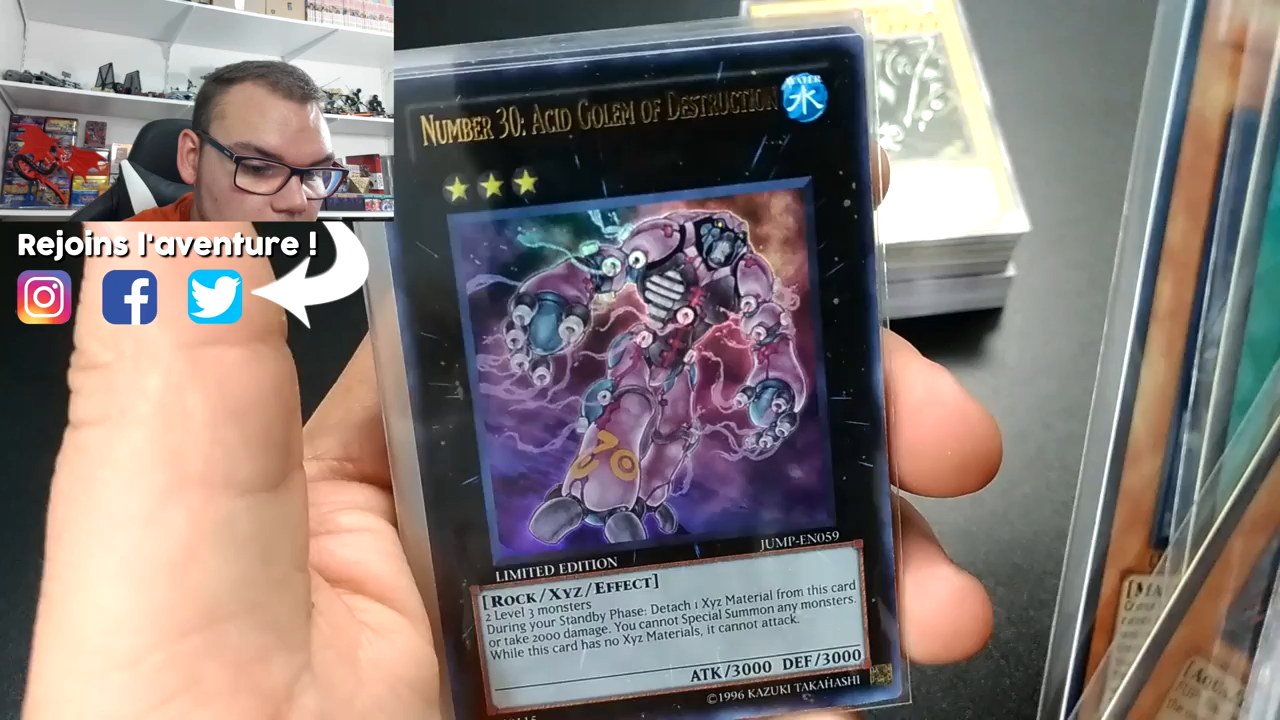 Rejoins l'aventure !
NUMBER 30: ACID GOLEM OF DESTRUCTION
WATER
水
30
LIMITED EDITION
JUMP-EN059
[ROCK/XYZ/EFFECT]
2 Level 3 monsters
During your Standby Phase: Detach 1 Xyz Material from this card
or take 2000 damage. You cannot Special Summon any monsters.
While this card has no Xyz Materials, it cannot attack.
ATK/3000 DEF/3000
©1996 KAZUKI TAKAHASHI